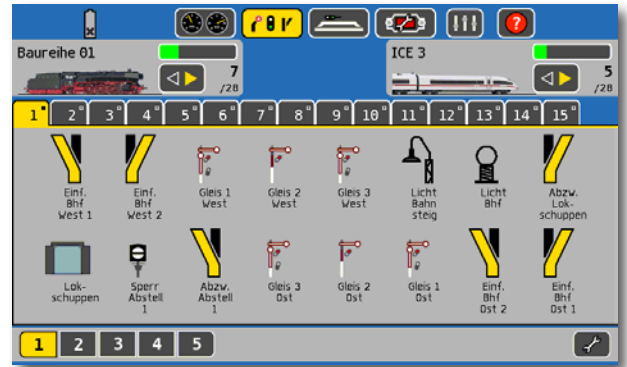 ?
Baureihe 01
7
/28
ICE 3
5
/28
1 2 3 4 5 6 7 8 9 10 11 12 13 14 15
Einf. Bhf West 1
Einf. Bhf West 2
Gleis 1 West
Gleis 2 West
Gleis 3 West
Licht Bahn steig
Licht Bhf
Abzw. Lok- schuppen
Lok- schuppen
Sperr Abstell 1
Abzw. Abstell 1
Gleis 3 Ost
Gleis 2 Ost
Gleis 1 Ost
Einf. Bhf Ost 2
Einf. Bhf Ost 1
1 2 3 4 5